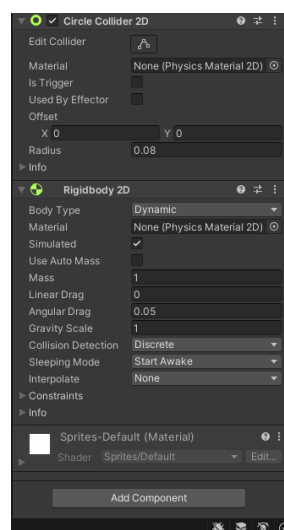 Circle Collider 2D
Edit Collider
Material None (Physics Material 2D)
Is Trigger
Used By Effector
Offset
X 0 Y 0
Radius 0.08
Info
Rigidbody 2D
Body Type Dynamic
Material None (Physics Material 2D)
Simulated
Use Auto Mass
Mass 1
Linear Drag 0
Angular Drag 0.05
Gravity Scale 1
Collision Detection Discrete
Sleeping Mode Start Awake
Interpolate None
Constraints
Info
Sprites-Default (Material)
Shader Sprites/Default Edit...
Add Component